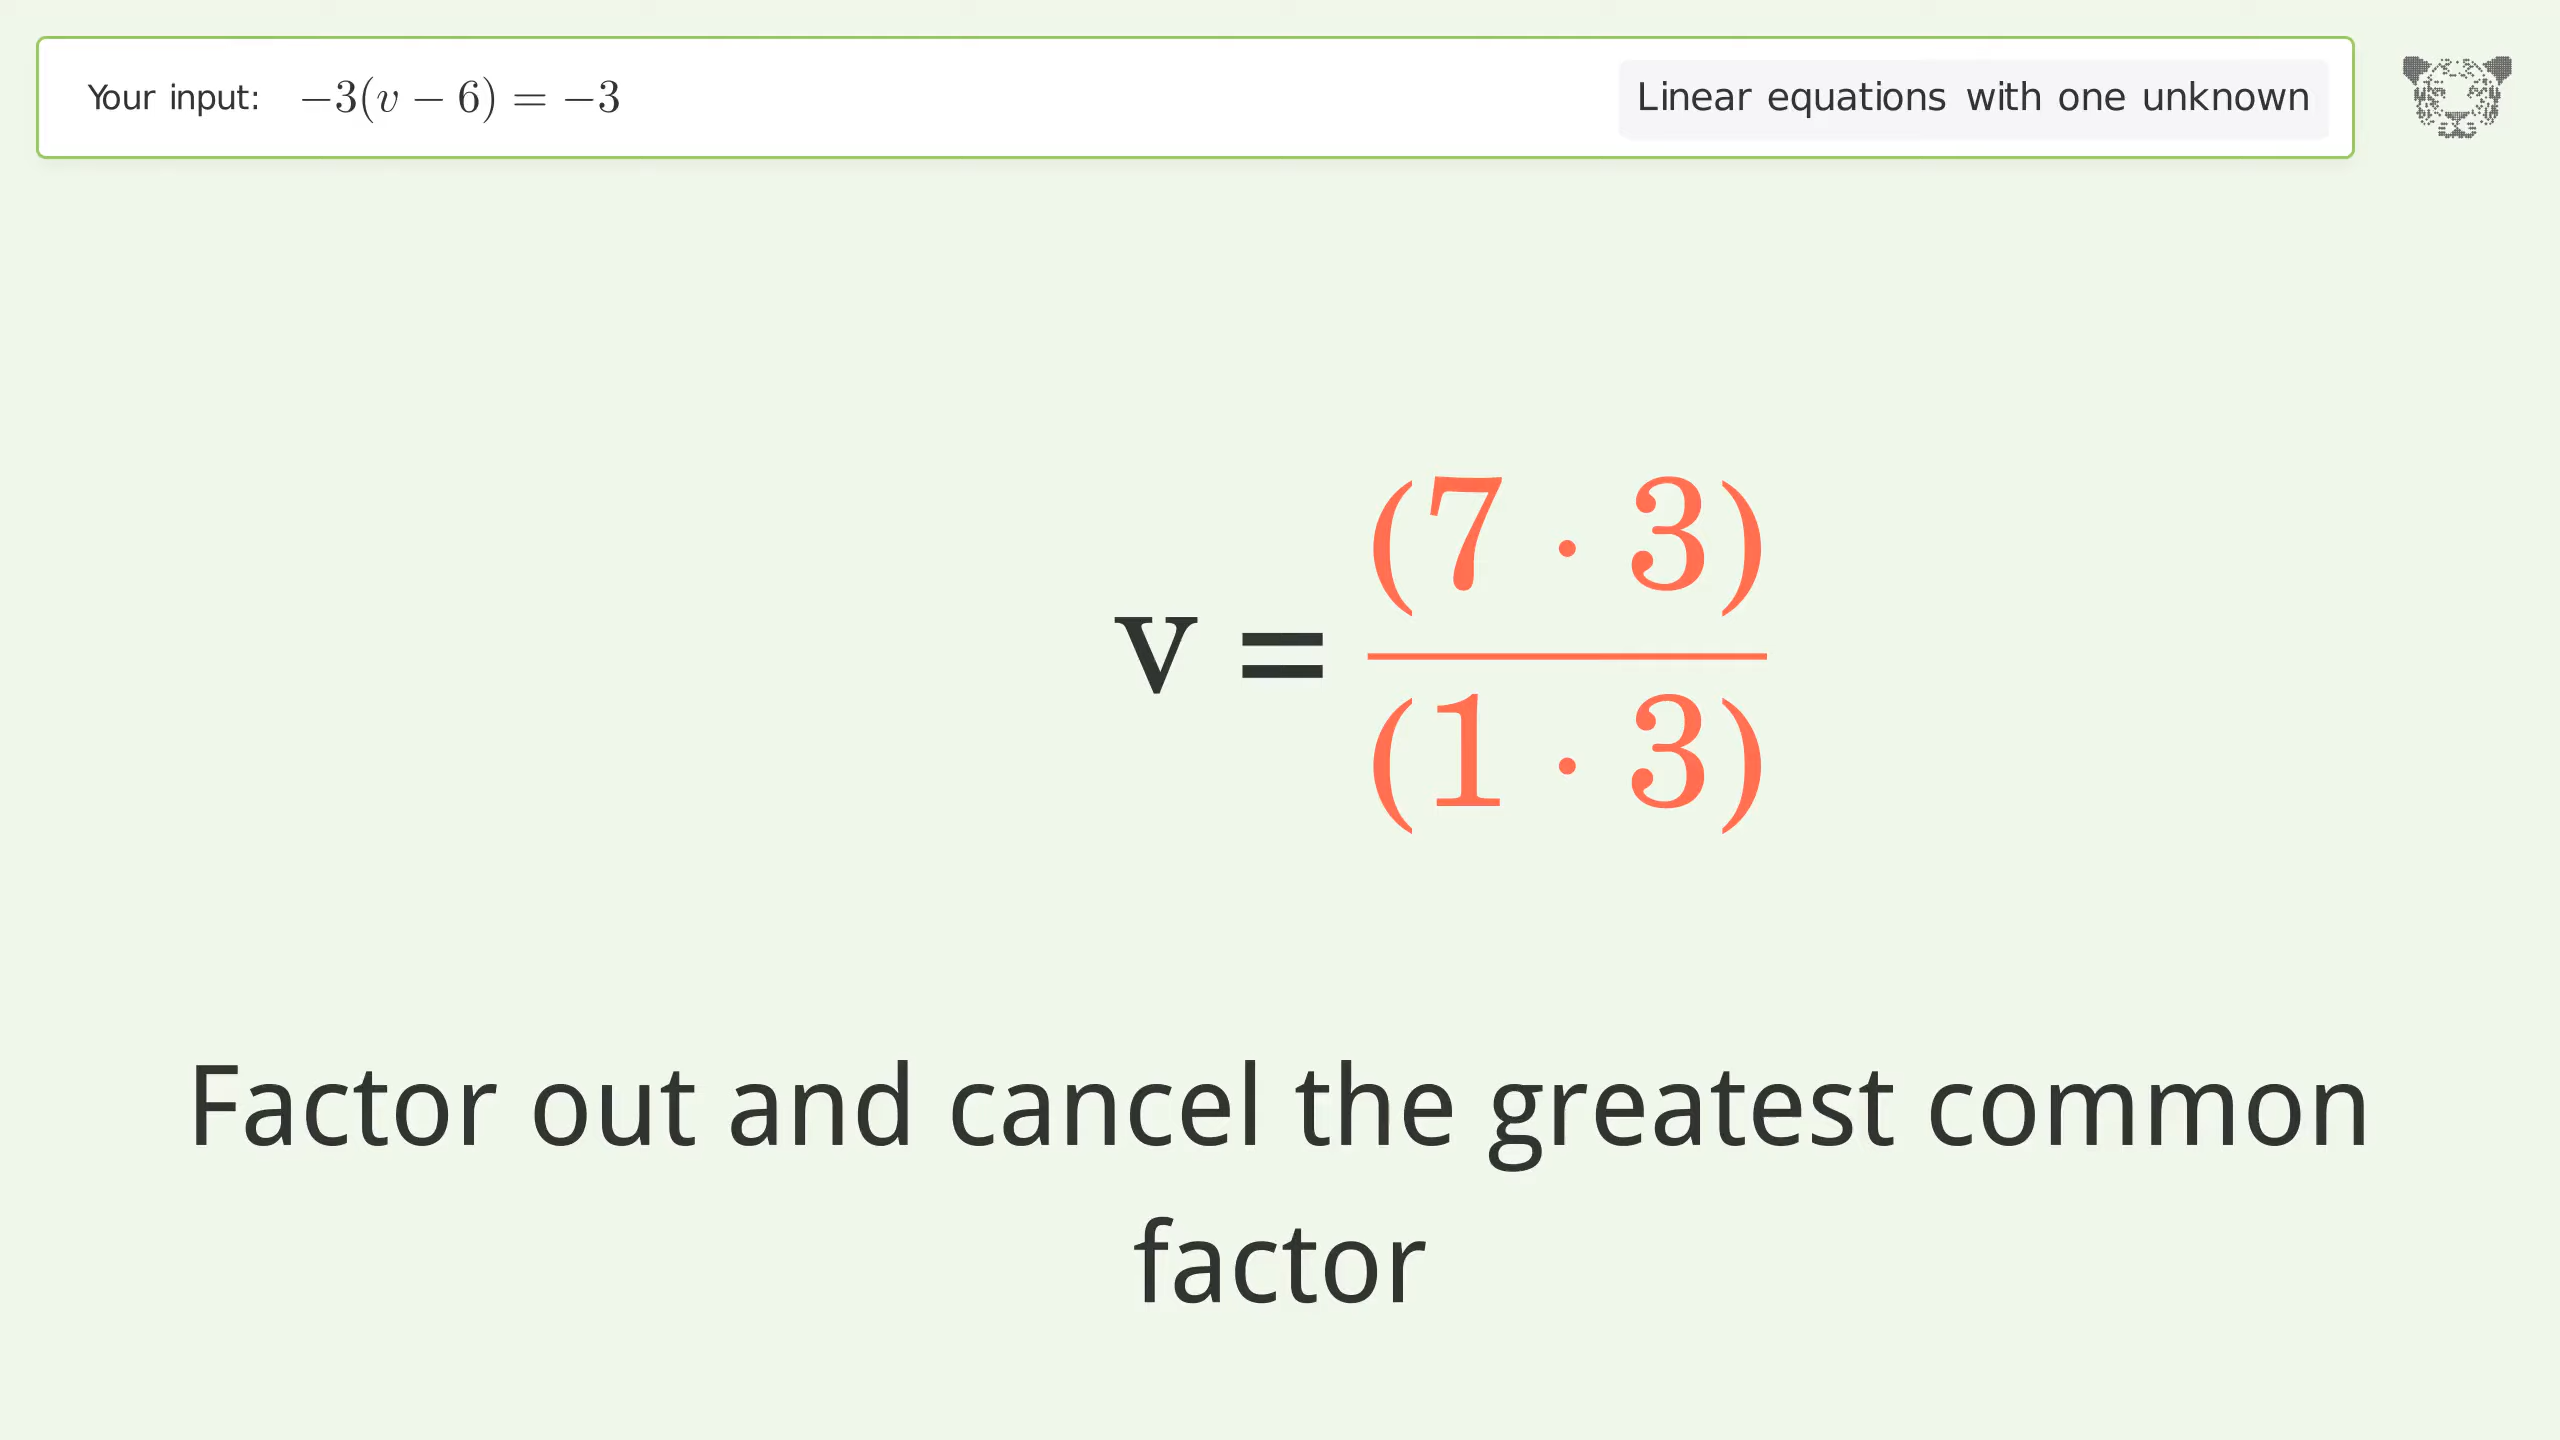 Your input: −3(v − 6) = −3
Linear equations with one unknown
v = (7 · 3)
(1 · 3)
Factor out and cancel the greatest common
factor